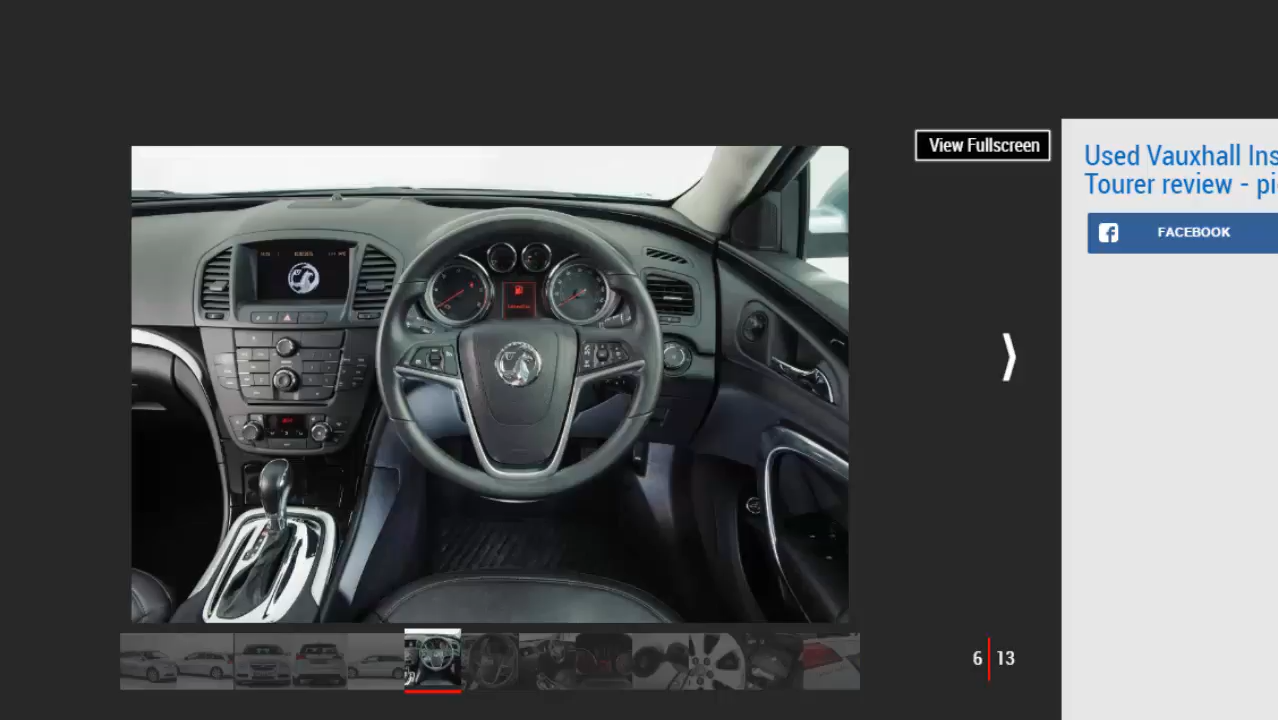 View Fullscreen
Used Vauxhall Ins
Tourer review - pi
FACEBOOK
6
13